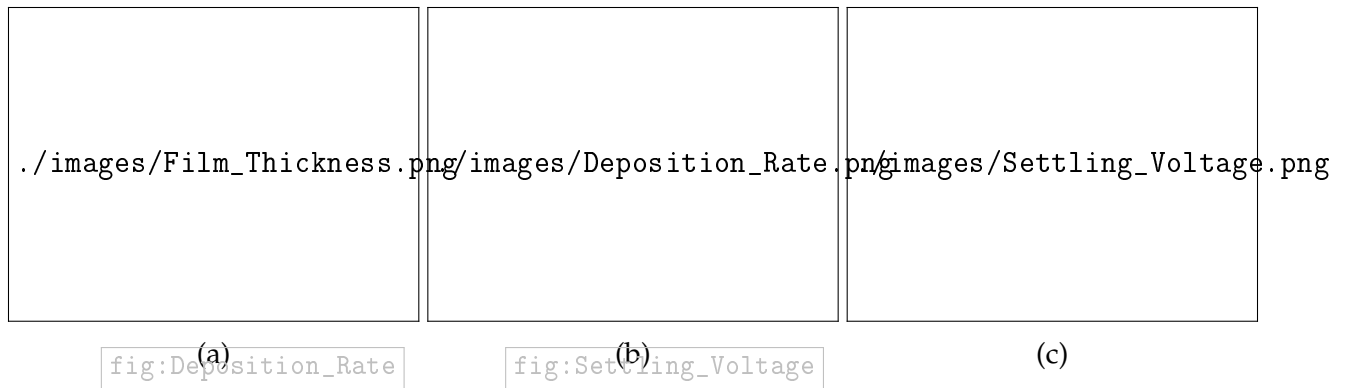 ./images/Film_Thickness.png
./images/Deposition_Rate.png
./images/Settling_Voltage.png
(a)
(b)
(c)
fig:Deposition_Rate
fig:Settling_Voltage